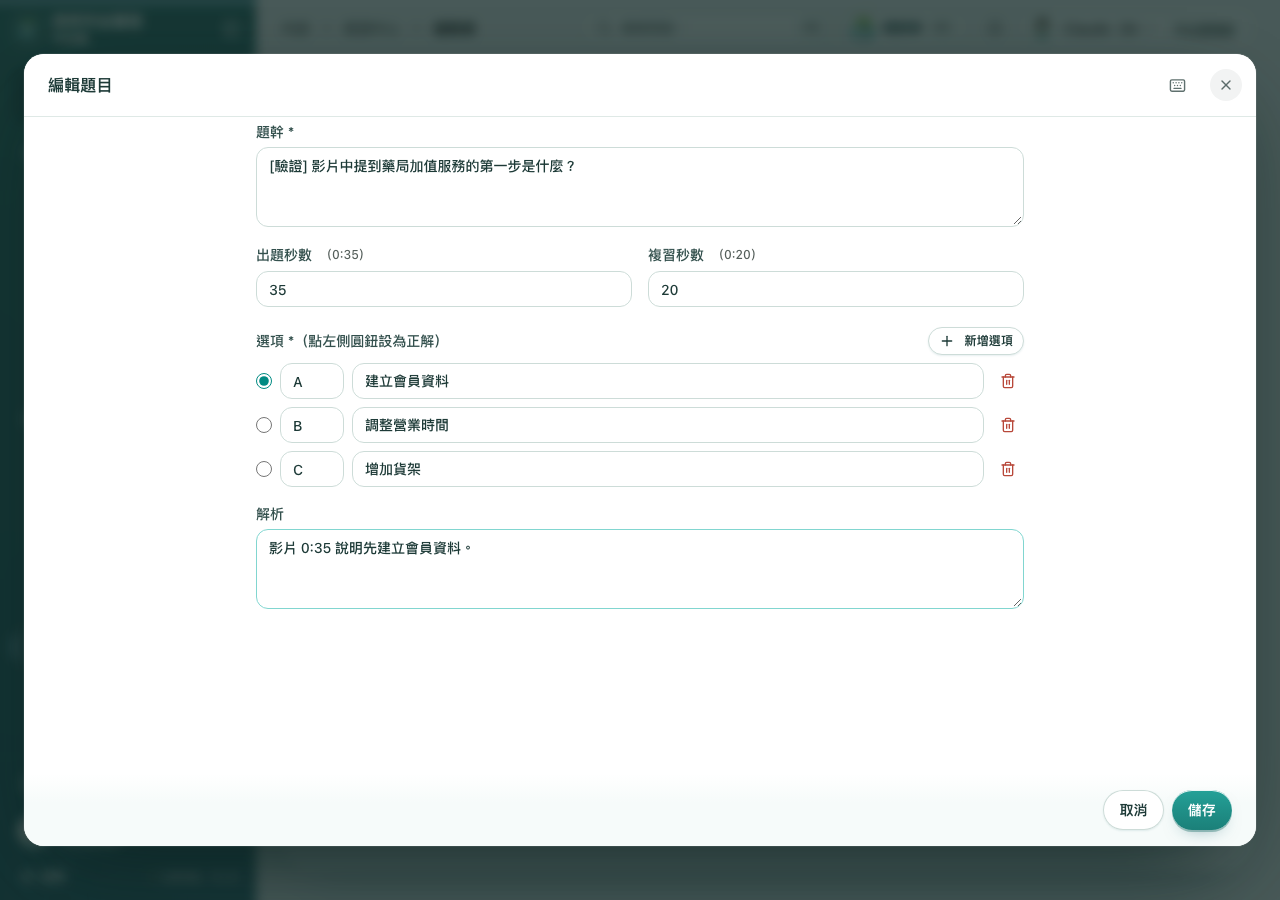 編輯題目
題幹 *
[驗證] 影片中提到藥局加值服務的第一步是什麼？
出題秒數 (0:35)
複習秒數 (0:20)
35
20
選項 *（點左側圓鈕設為正解）
新增選項
A
建立會員資料
B
調整營業時間
C
增加貨架
解析
影片 0:35 說明先建立會員資料。
取消
儲存